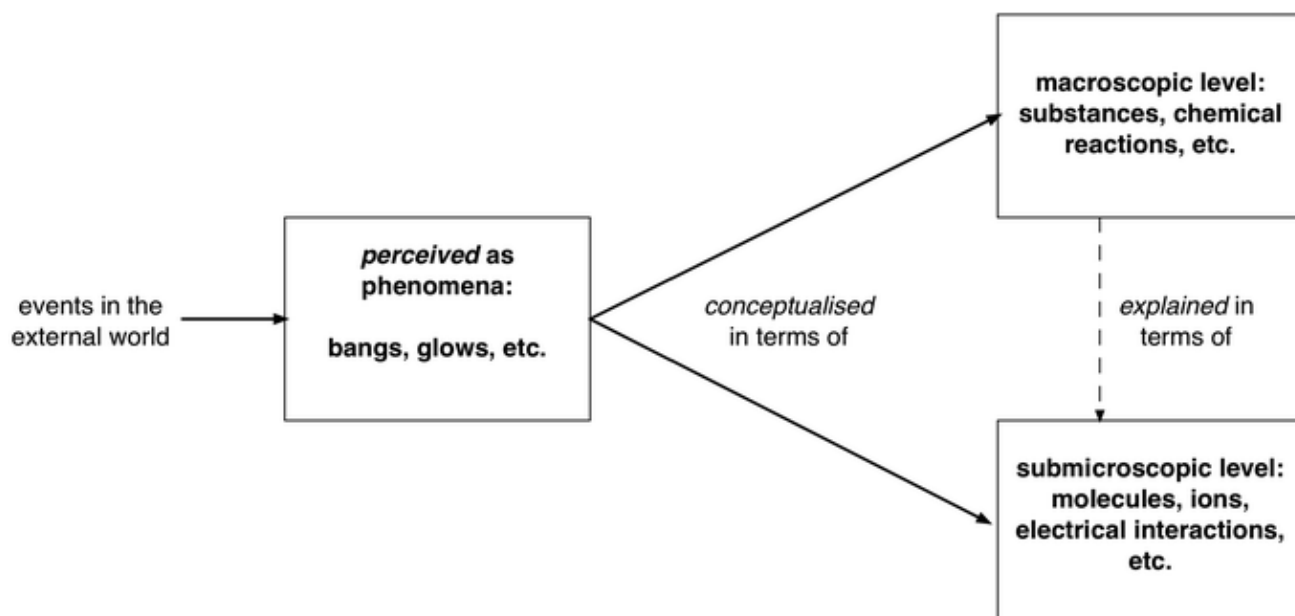 events in the
external world
perceived as
phenomena:
bangs, glows, etc.
conceptualised
in terms of
macroscopic level:
substances, chemical
reactions, etc.
explained in
terms of
submicroscopic level:
molecules, ions,
electrical interactions,
etc.